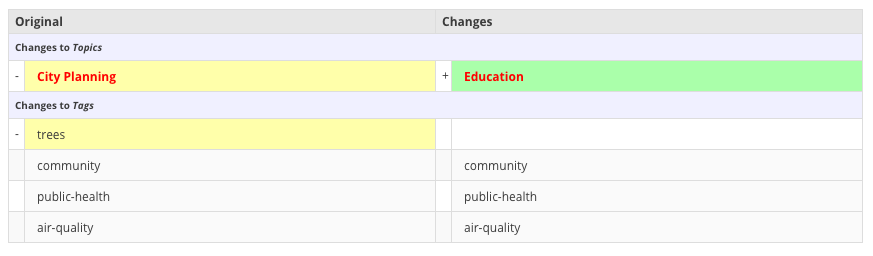 Original Changes
Changes to Topics
- City Planning + Education
Changes to Tags
- trees
community community
public-health public-health
air-quality air-quality